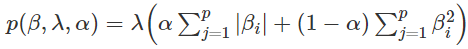 p(β, λ, α) = λ(α ∑_{j=1}^{p} |β_i| + (1 − α) ∑_{j=1}^{p} β_i^2)